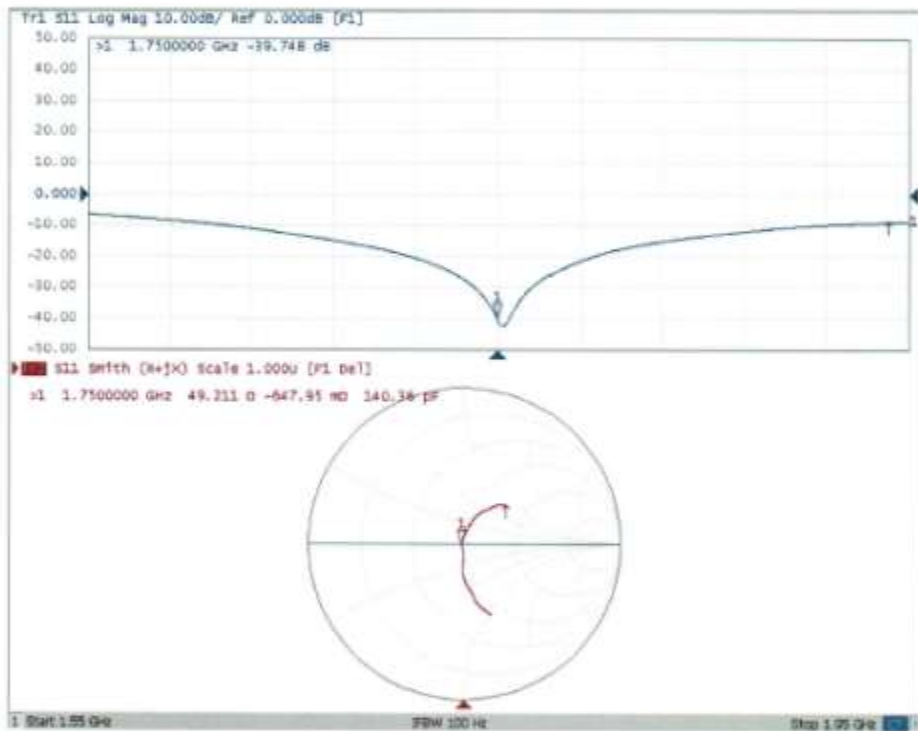 Tr1 S11 Log Mag 10.00dB/ Ref 0.000dB [F1]
50.00
>1 1.7500000 GHz -39.748 dB
40.00
30.00
20.00
10.00
0.000
-10.00
-20.00
-30.00
-40.00
-50.00
1
S11 Smith (R+jX) Scale 1.000U [F1 Del]
>1 1.7500000 GHz 49.211 Ω -647.95 mΩ 140.36 pF
1
1 Start 1.55 GHz
IFBW 100 Hz
Stop 1.95 GHz